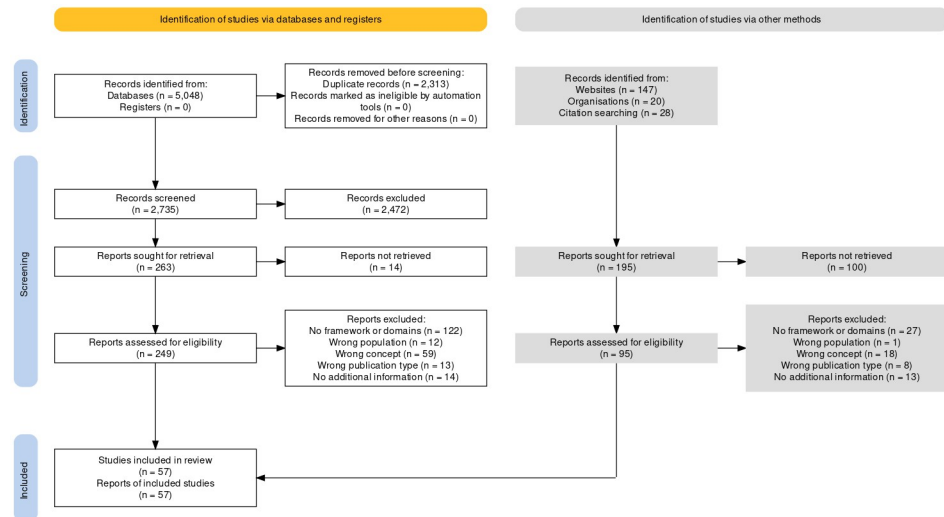 Identification of studies via databases and registers
Identification of studies via other methods
Identification
Records identified from:
Databases (n = 5,048)
Registers (n = 0)
Records removed before screening:
Duplicate records (n = 2,313)
Records marked as ineligible by automation
tools (n = 0)
Records removed for other reasons (n = 0)
Records identified from:
Websites (n = 147)
Organisations (n = 20)
Citation searching (n = 28)
Screening
Records screened
(n = 2,735)
Records excluded
(n = 2,472)
Reports sought for retrieval
(n = 263)
Reports not retrieved
(n = 14)
Reports sought for retrieval
(n = 195)
Reports not retrieved
(n = 100)
Reports assessed for eligibility
(n = 249)
Reports excluded:
No framework or domains (n = 122)
Wrong population (n = 12)
Wrong concept (n = 59)
Wrong publication type (n = 13)
No additional information (n = 14)
Reports assessed for eligibility
(n = 95)
Reports excluded:
No framework or domains (n = 27)
Wrong population (n = 1)
Wrong concept (n = 18)
Wrong publication type (n = 8)
No additional information (n = 13)
Included
Studies included in review
(n = 57)
Reports of included studies
(n = 57)